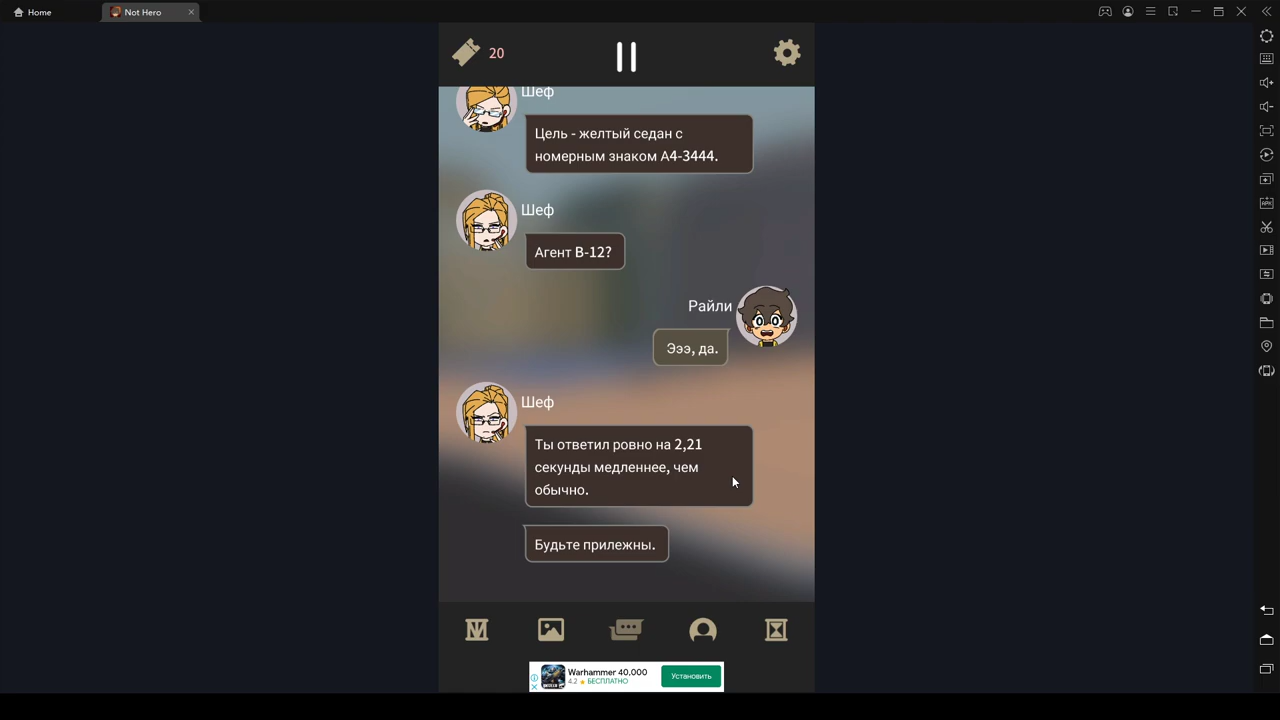 Home
Not Hero
20
Шеф
Цель - желтый седан с
номерным знаком A4-3444.
Шеф
Агент B-12?
Райли
Эээ, да.
Шеф
Ты ответил ровно на 2,21
секунды медленнее, чем
обычно.
Будьте прилежны.
Warhammer 40,000
4.2 ★ БЕСПЛАТНО
Установить